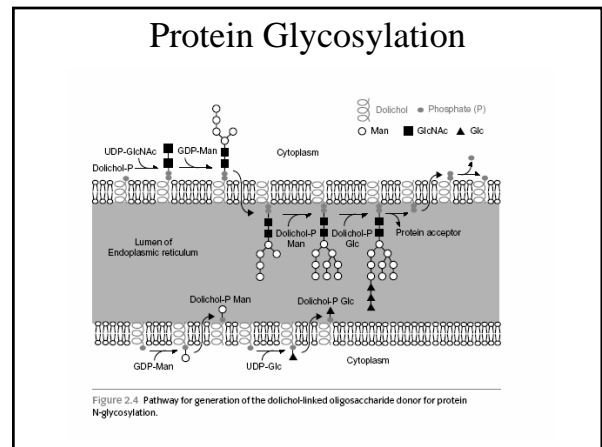 Protein Glycosylation
Dolichol
Phosphate (P)
Man
GlcNAc
Glc
UDP-GlcNAc
GDP-Man
Dolichol-P
Cytoplasm
Lumen of
Endoplasmic reticulum
Dolichol-P
Man
Dolichol-P
Glc
Protein acceptor
Dolichol-P Man
Dolichol-P Glc
GDP-Man
UDP-Glc
Cytoplasm
Figure 2.4 Pathway for generation of the dolichol-linked oligosaccharide donor for protein
N-glycosylation.